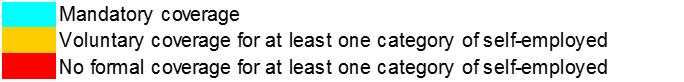 Mandatory coverage
Voluntary coverage for at least one category of self-employed
No formal coverage for at least one category of self-employed